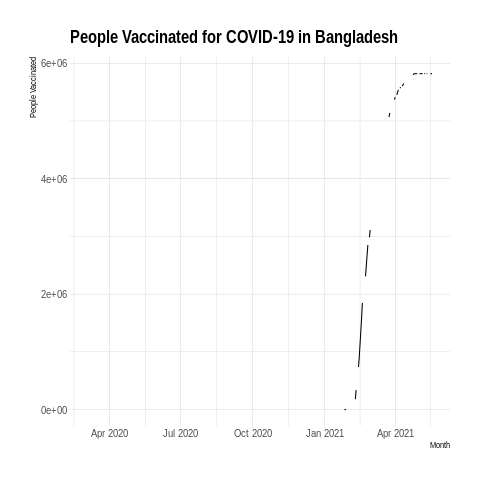 People Vaccinated for COVID-19 in Bangladesh
People Vaccinated
6e+06
4e+06
2e+06
0e+00
Apr 2020 Jul 2020 Oct 2020 Jan 2021 Apr 2021
Month